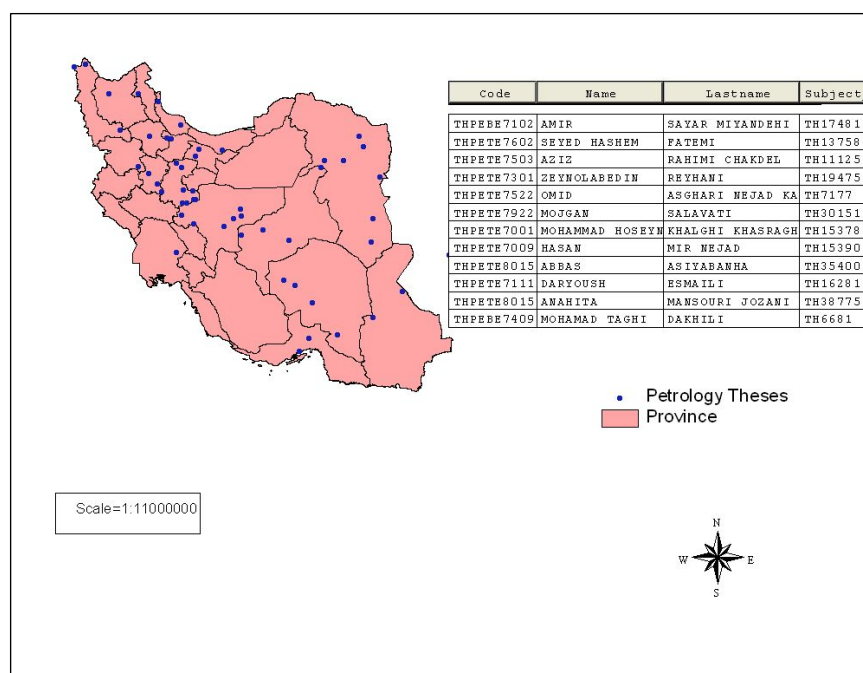 Code Name Lastname Subject
THPEBE7102 AMIR SAYAR MIYANDEHI TH17481
THPETE7602 SEYED HASHEM FATEMI TH13758
THPETE7503 AZIZ RAHIMI CHAKDEL TH11125
THPETE7301 ZEYNOLABEDIN REYHANI TH19475
THPETE7522 OMID ASGHARI NEJAD KA TH7177
THPETE7922 MOJGAN SALAVATI TH30151
THPETE7001 MOHAMMAD HOSEYN KHALGHI KHASRAGH TH15378
THPETE7009 HASAN MIR NEJAD TH15390
THPETE8015 ABBAS ASIYABANHA TH35400
THPETE7111 DARYOUSH ESMAILI TH16281
THPETE8015 ANAHITA MANSOURI JOZANI TH38775
THPEBE7409 MOHAMAD TAGHI DAKHILI TH6681
Petrology Theses
Province
Scale=1:11000000
N
W E
S